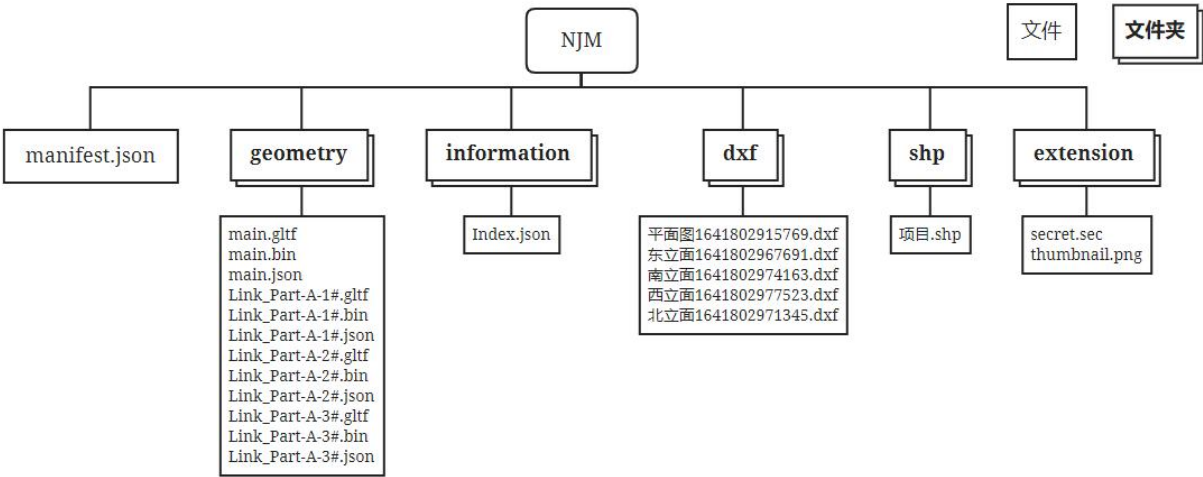 NJM
文件
文件夹
manifest.json
geometry
information
dxf
shp
extension
main.gltf
main.bin
main.json
Link_Part-A-1#.gltf
Link_Part-A-1#.bin
Link_Part-A-1#.json
Link_Part-A-2#.gltf
Link_Part-A-2#.bin
Link_Part-A-2#.json
Link_Part-A-3#.gltf
Link_Part-A-3#.bin
Link_Part-A-3#.json
Index.json
平面图1641802915769.dxf
东立面1641802967691.dxf
南立面1641802974163.dxf
西立面1641802977523.dxf
北立面1641802971345.dxf
项目.shp
secret.sec
thumbnail.png